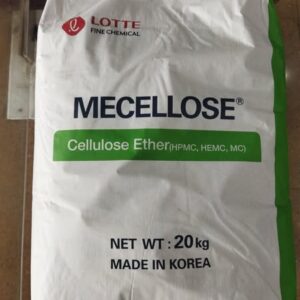 LOTTE
FINE CHEMICAL
MECELLOSE®
Cellulose Ether(HPMC, HEMC, MC)
NET WT : 20kg
MADE IN KOREA